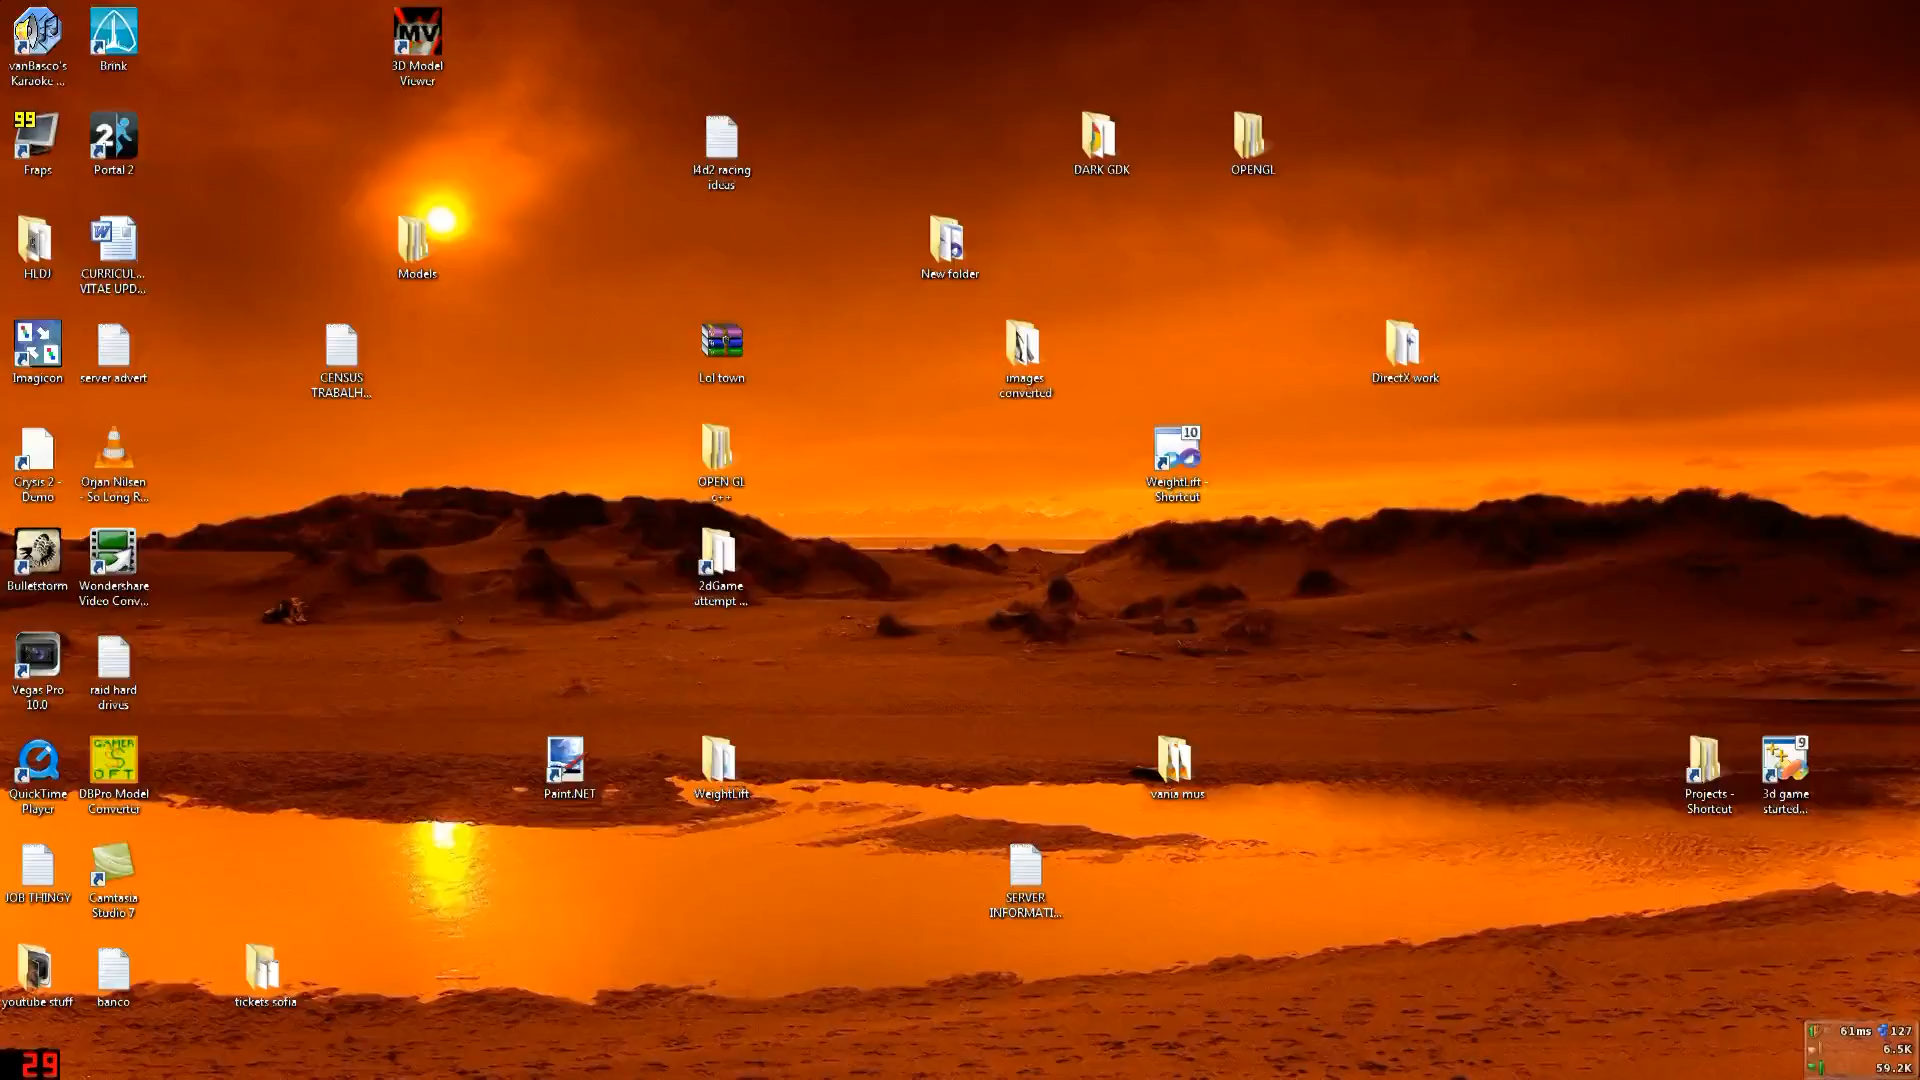 vanBasco's
Karaoke ...
Brink
MV
3D Model
Viewer
99
Fraps
2
Portal 2
l4d2 racing
ideas
DARK GDK
OPENGL
HLDJ
W
CURRICUL...
VITAE UPD...
Models
New folder
Imagicon
server advert
CENSUS
TRABALH...
Lol town
images
converted
DirectX work
Crysis 2 -
Demo
Orjan Nilsen
- So Long R...
OPEN GL
c++
10
WeightLift -
Shortcut
Bulletstorm
Wondershare
Video Conv...
2dGame
attempt ...
Vegas Pro
10.0
raid hard
drives
QuickTime
Player
GAMER
S
OFT
DBPro Model
Converter
Paint.NET
WeightLift
vania mus
Projects -
Shortcut
9
3d game
started...
JOB THINGY
Camtasia
Studio 7
SERVER
INFORMATI...
youtube stuff
banco
tickets sofia
29
61ms 127
6.5K
59.2K